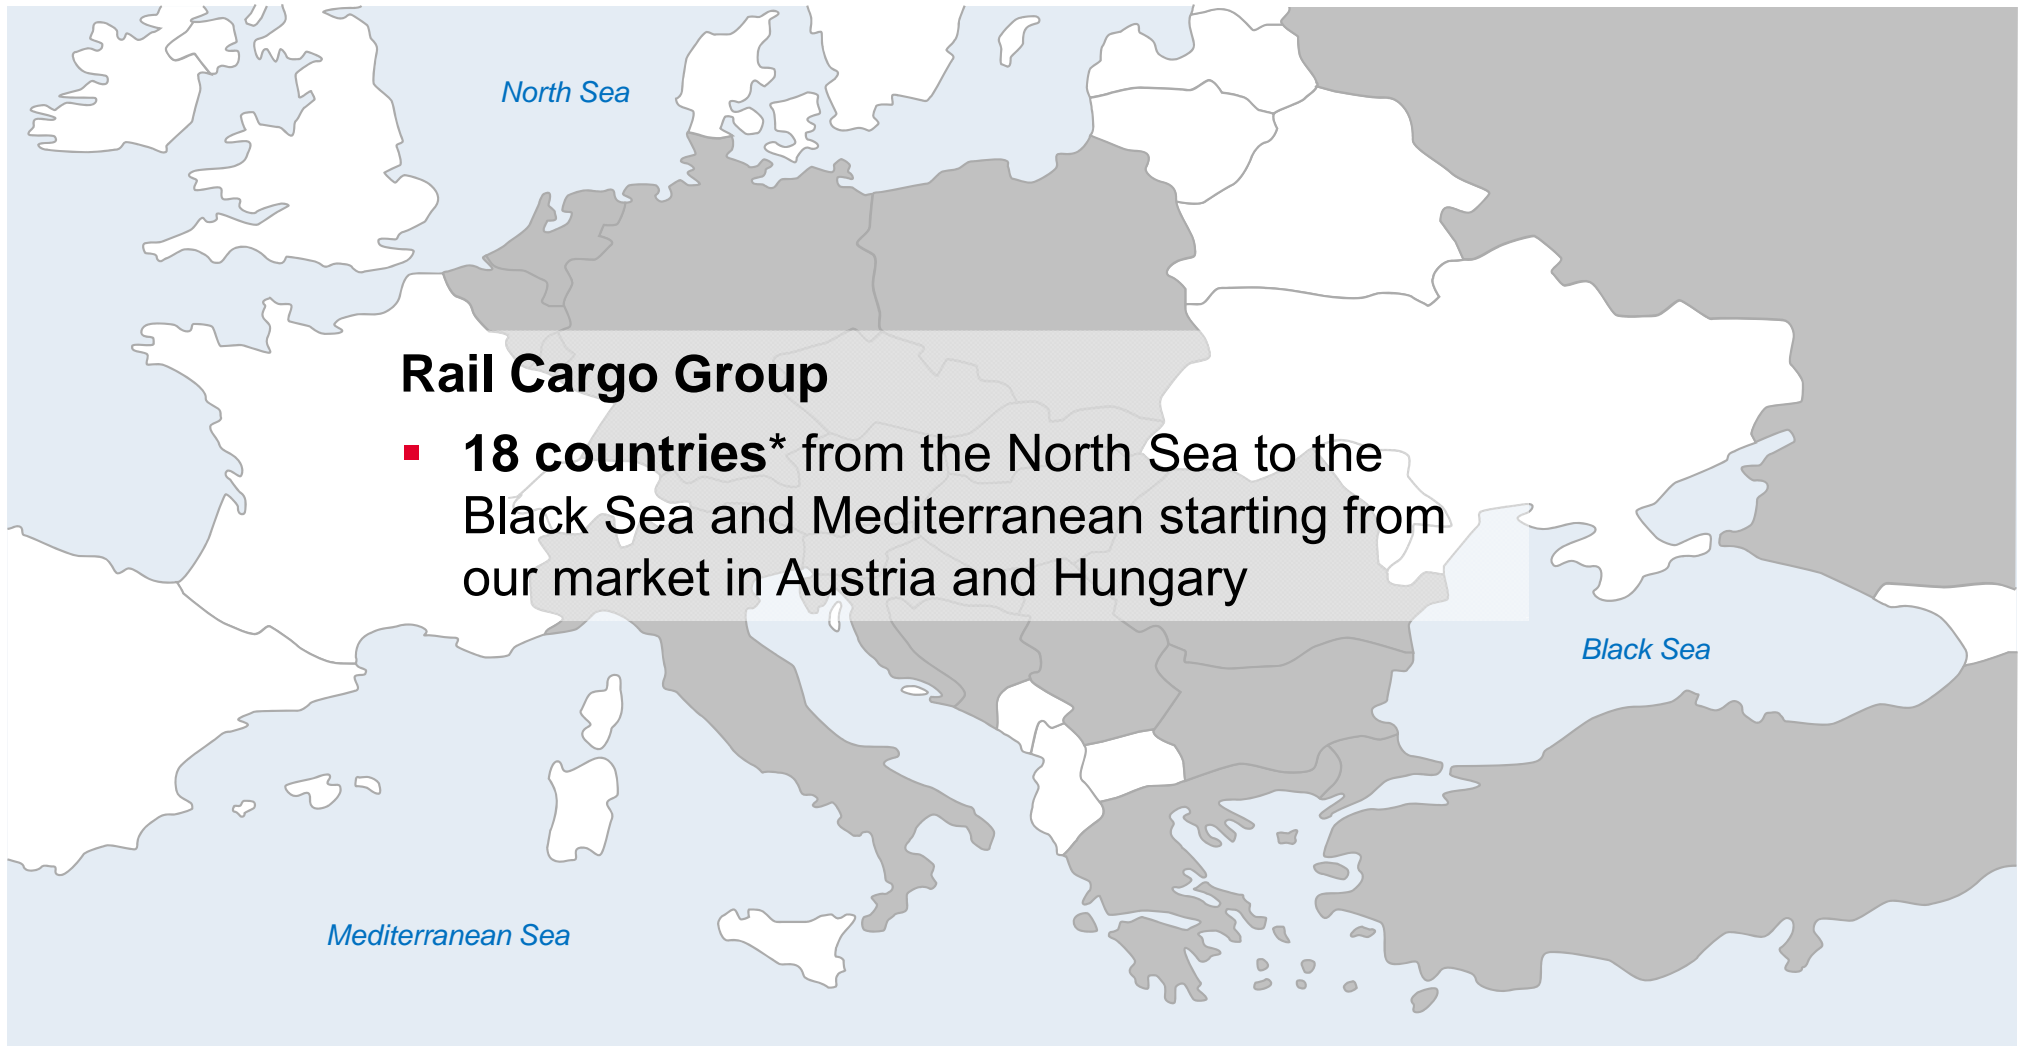 North Sea
Rail Cargo Group
18 countries* from the North Sea to the
Black Sea and Mediterranean starting from
our market in Austria and Hungary
Black Sea
Mediterranean Sea